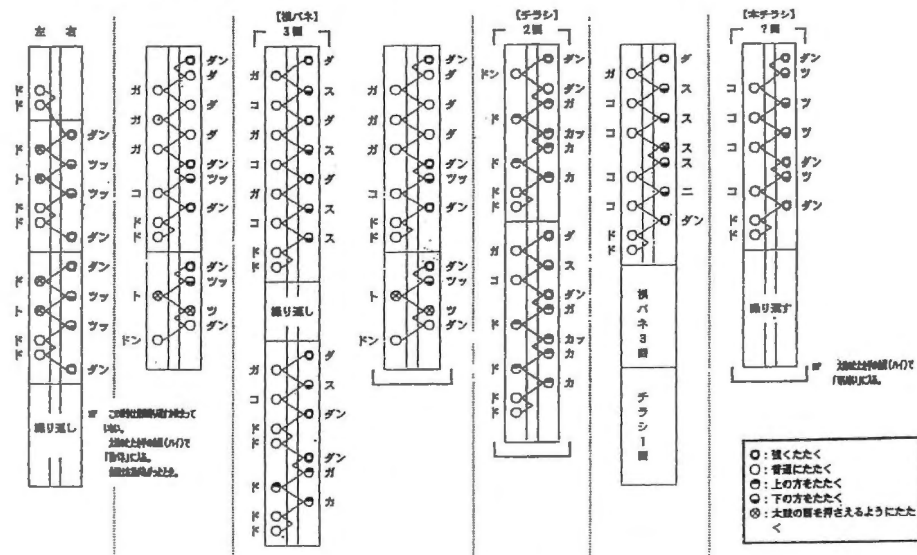 左 右
ド
ド
ダン
ド
ツッ
ト
ツッ
ド
ド
ダン
ダン
ド
ツッ
ト
ツッ
ド
ド
ダン
繰り返し
ダン
ダ
ガ
ダ
コ
ダ
ガ
ダ
ガ
ダン
ツッ
コ
ダン
ド
ド
ダン
ツッ
ト
ツ
ダン
ドン
【横バネ】
3回
ダ
ガ
ス
コ
ダ
ガ
ス
コ
ダ
ガ
ス
コ
ス
ド
ド
繰り返し
ダ
ガ
ス
コ
ダン
ド
ド
ダン
ガ
ド
カ
ド
ド
ダン
ダ
ガ
ダ
コ
ダ
ガ
ダン
ツッ
コ
ダン
ド
ド
ダン
ツッ
ト
ツ
ダン
ドン
【チラシ】
2回
ダン
ドン
ダン
ガ
ド
カッ
カ
ド
カ
ド
ド
ダ
ガ
ス
コ
ダン
ガ
ド
カッ
カ
ド
カ
ド
ド
ダ
ガ
ス
コ
ス
コ
ス
ス
コ
ニ
ダン
ド
ド
横バネ3回
チラシ1回
【本チラシ】
?回
ダン
ツ
コ
ツ
コ
ツ
コ
ダン
ツ
コ
ダン
ド
ド
繰り返す
◎:強くたたく
○:普通にたたく
:上の方をたたく
:下の方をたたく
⊗:太鼓の面を押さえるようにたたく